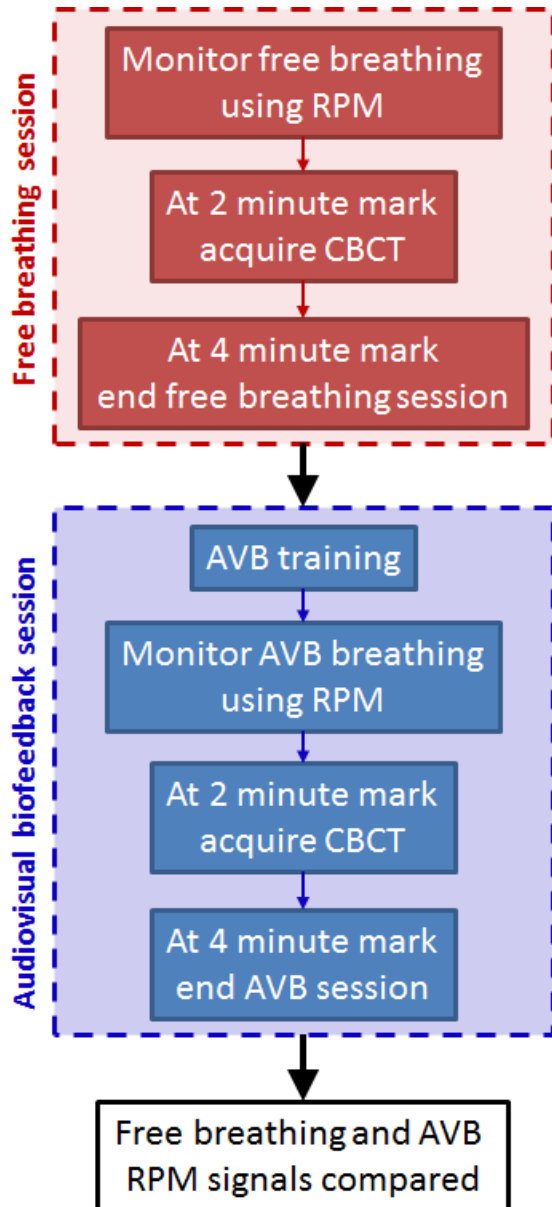 Free breathing session
Monitor free breathing
using RPM
At 2 minute mark
acquire CBCT
At 4 minute mark
end free breathing session
Audiovisual biofeedback session
AVB training
Monitor AVB breathing
using RPM
At 2 minute mark
acquire CBCT
At 4 minute mark
end AVB session
Free breathing and AVB
RPM signals compared